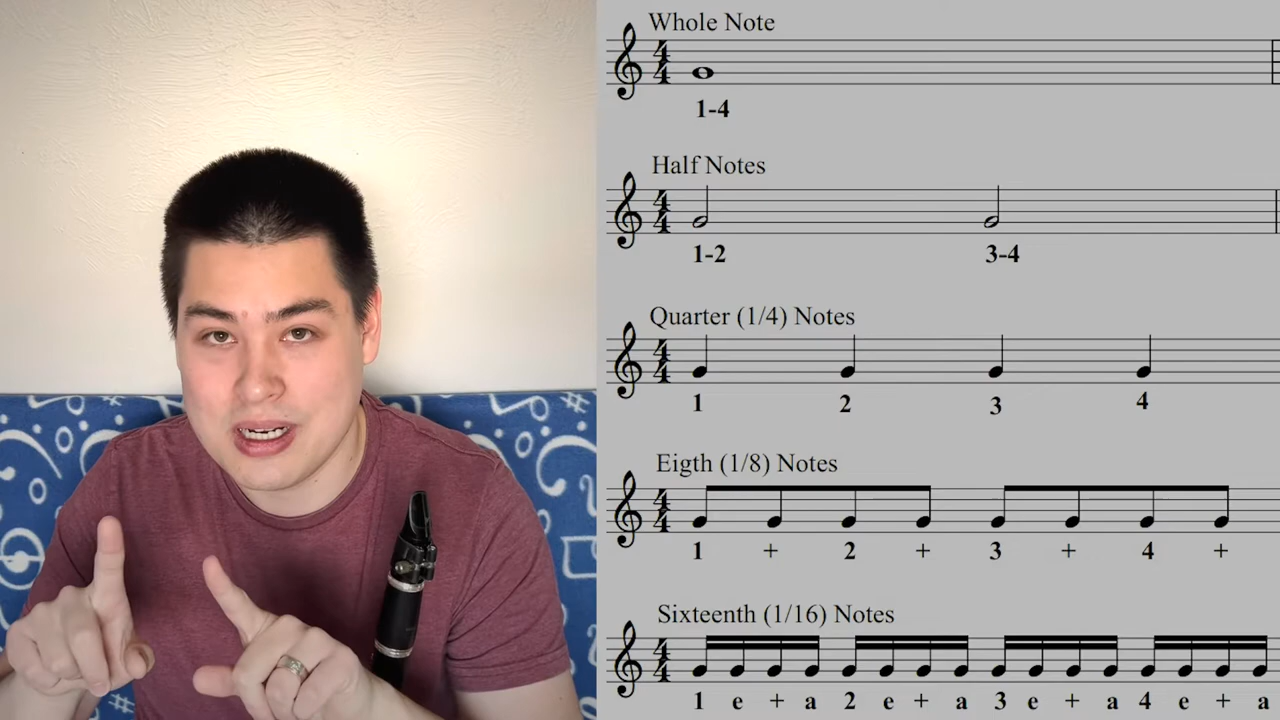 Whole Note
1-4
Half Notes
1-2 3-4
Quarter (1/4) Notes
1 2 3 4
Eigth (1/8) Notes
1 + 2 + 3 + 4 +
Sixteenth (1/16) Notes
1 e + a 2 e + a 3 e + a 4 e + a